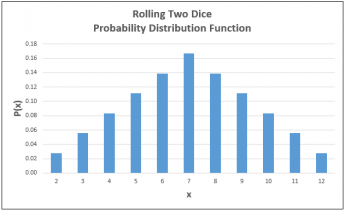 Rolling Two Dice
Probability Distribution Function
P(x)
0.18
0.16
0.14
0.12
0.10
0.08
0.06
0.04
0.02
0.00
2 3 4 5 6 7 8 9 10 11 12
x